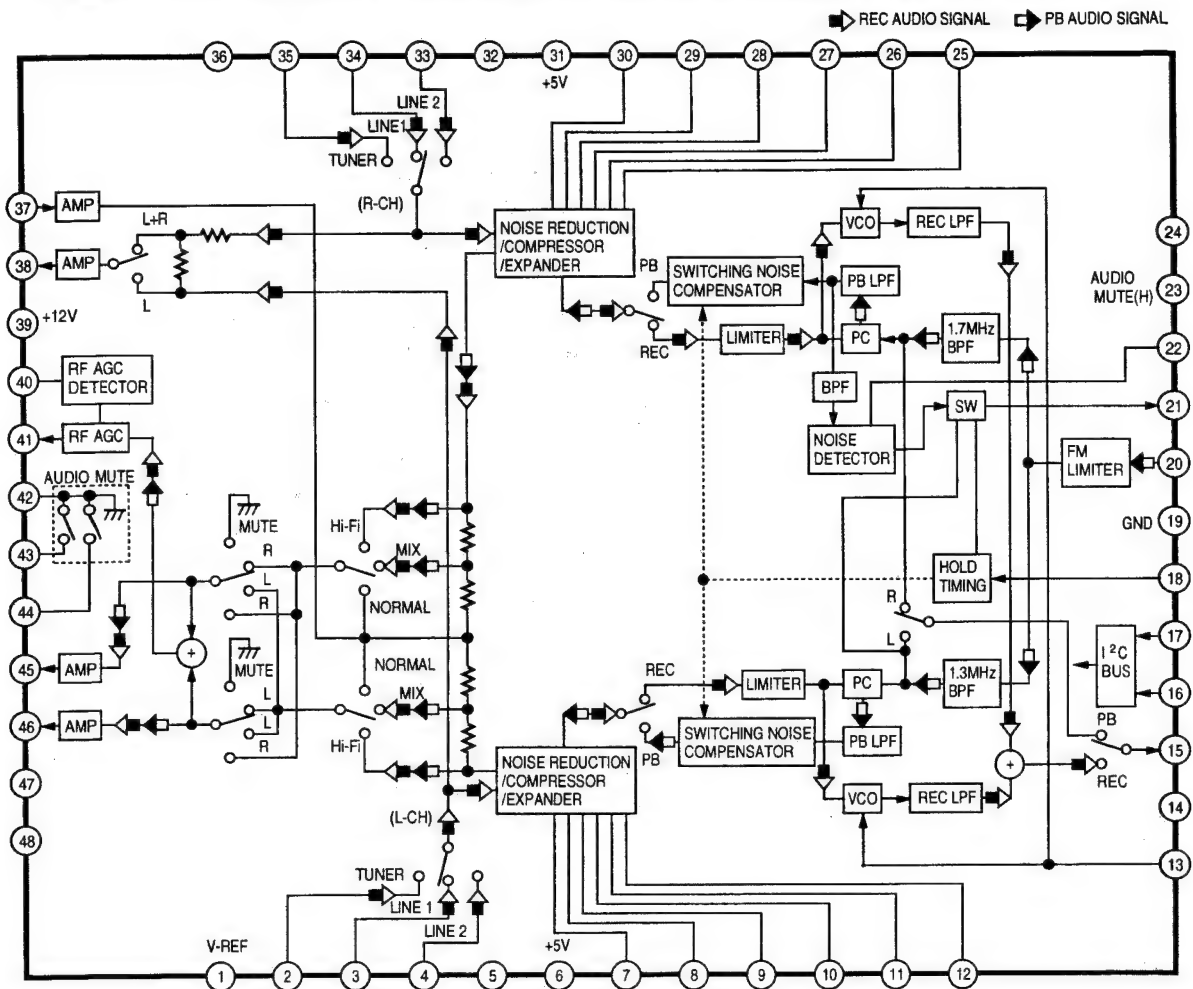 REC AUDIO SIGNAL PB AUDIO SIGNAL
36 35 34 33 32 31 30 29 28 27 26 25
+5V
LINE 2
LINE1
TUNER
(R-CH)
37
AMP
L+R
38
AMP
L
39
+12V
40
RF AGC
DETECTOR
41
RF AGC
42
AUDIO MUTE
43
44
45
AMP
46
AMP
47
48
MUTE
R
L
R
+
MUTE
L
L
R
Hi-Fi
MIX
NORMAL
NORMAL
MIX
Hi-Fi
NOISE REDUCTION
/COMPRESSOR
/EXPANDER
PB
REC
SWITCHING NOISE
COMPENSATOR
LIMITER
VCO
REC LPF
PB LPF
PC
1.7MHz
BPF
BPF
NOISE
DETECTOR
SW
FM
LIMITER
HOLD
TIMING
R
L
I²C
BUS
24
AUDIO
MUTE(H)
23
22
21
20
GND
19
18
17
16
PB
15
REC
14
13
REC
PB
LIMITER
PC
1.3MHz
BPF
SWITCHING NOISE
COMPENSATOR
PB LPF
VCO
REC LPF
+
NOISE REDUCTION
/COMPRESSOR
/EXPANDER
(L-CH)
TUNER
LINE 1
LINE 2
V-REF
+5V
1 2 3 4 5 6 7 8 9 10 11 12